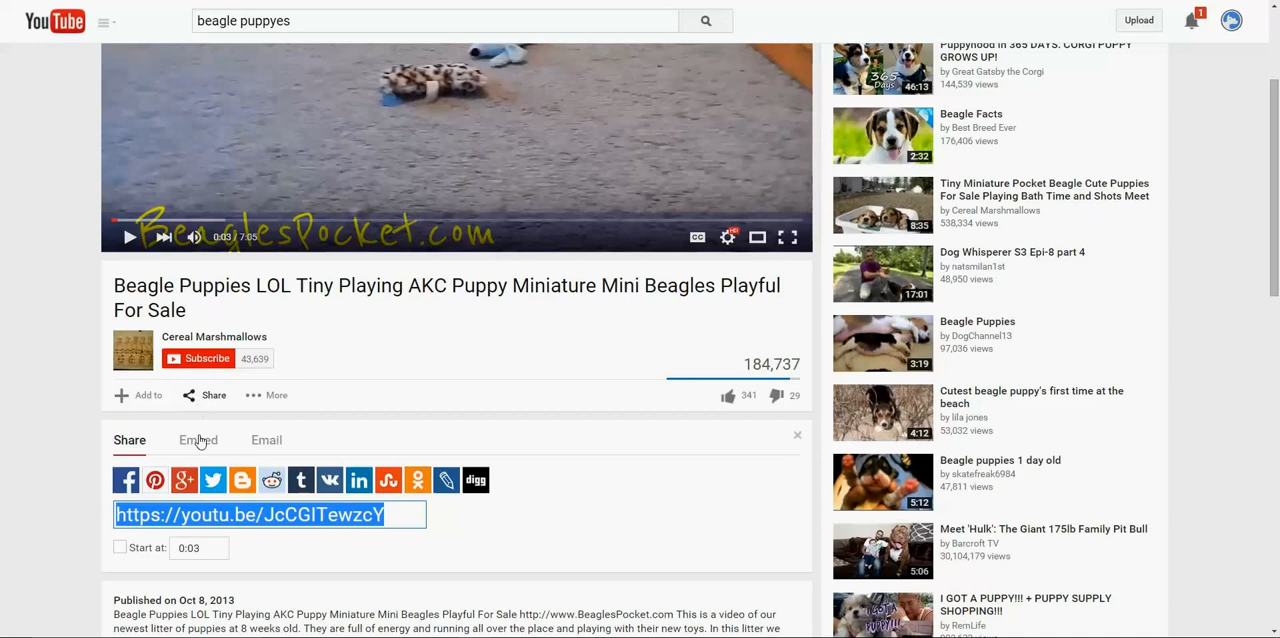 YouTube
beagle puppyes
Upload
1
BeaglesPocket.com
0:03 / 7:05
CC
HD
Beagle Puppies LOL Tiny Playing AKC Puppy Miniature Mini Beagles Playful
For Sale
Cereal Marshmallows
Subscribe 43,639
184,737
Add to Share More
341 29
Share Embed Email
digg
https://youtu.be/JcCGITewzcY
Start at: 0:03
Published on Oct 8, 2013
Beagle Puppies LOL Tiny Playing AKC Puppy Miniature Mini Beagles Playful For Sale http://www.BeaglesPocket.com This is a video of our
newest litter of puppies at 8 weeks old. They are full of energy and running all over the place and playing with their new toys. In this litter we
Puppyhood in 365 DAYS: CORGI PUPPY
GROWS UP!
by Great Gatsby the Corgi
144,539 views
365
Days
46:13
Beagle Facts
by Best Breed Ever
176,406 views
2:32
Tiny Miniature Pocket Beagle Cute Puppies
For Sale Playing Bath Time and Shots Meet
by Cereal Marshmallows
538,334 views
8:35
Dog Whisperer S3 Epi-8 part 4
by natsmilan1st
48,950 views
17:01
Beagle Puppies
by DogChannel13
97,036 views
3:19
Cutest beagle puppy's first time at the
beach
by lila jones
53,032 views
4:12
Beagle puppies 1 day old
by skatefreak6984
47,811 views
5:12
Meet 'Hulk': The Giant 175lb Family Pit Bull
by Barcroft TV
30,104,179 views
5:06
I GOT A PUPPY!!! + PUPPY SUPPLY
SHOPPING!!!
by RemLife